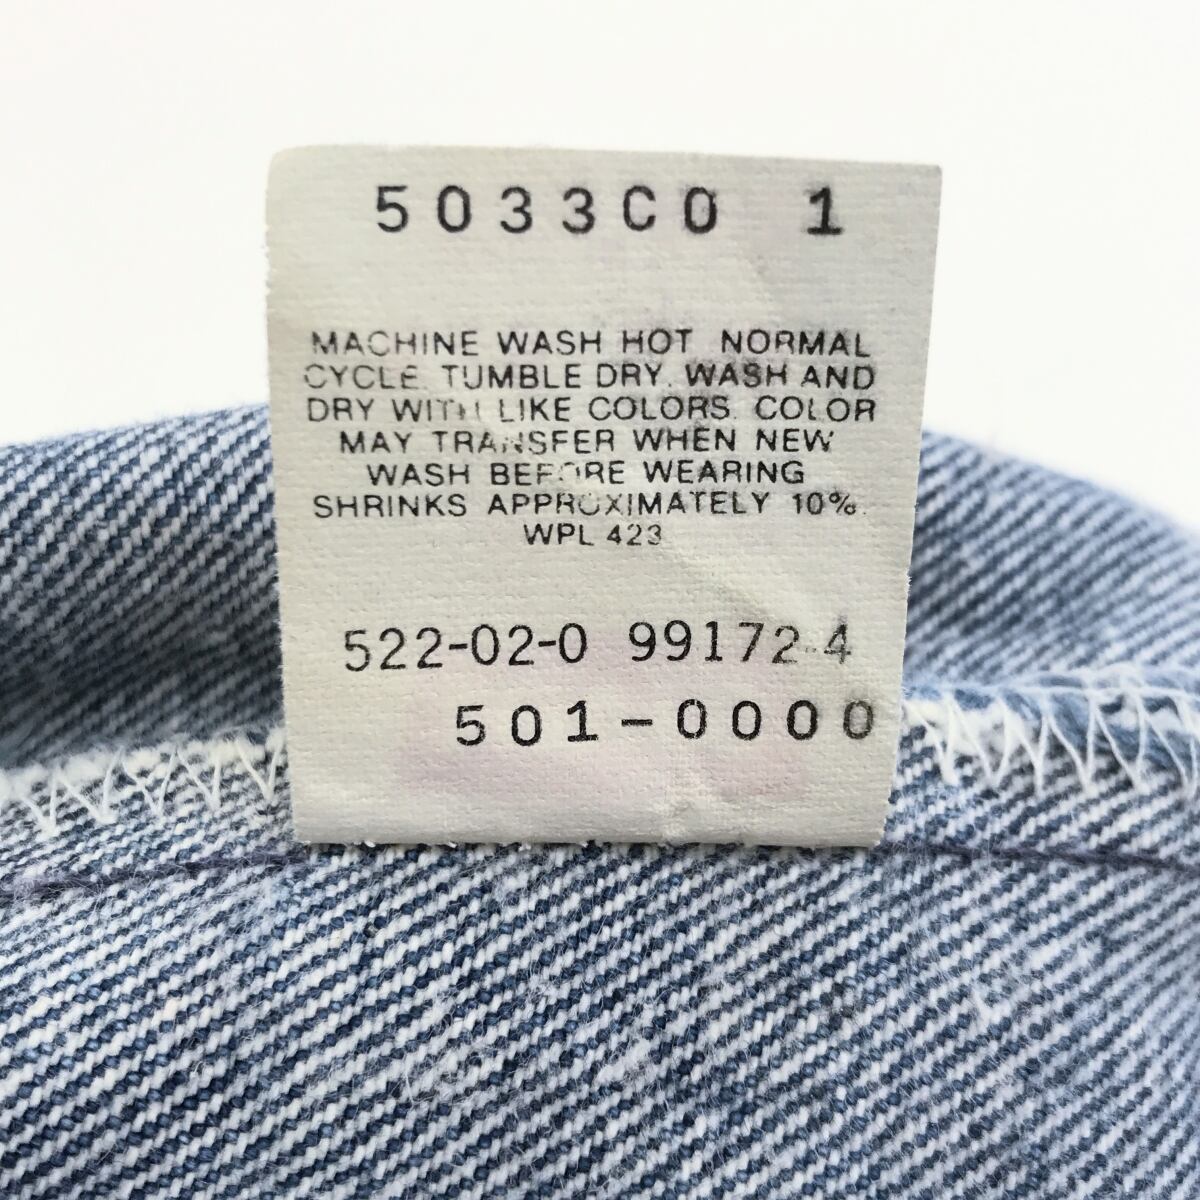 5033C0 1
MACHINE WASH HOT NORMAL
CYCLE. TUMBLE DRY. WASH AND
DRY WITH LIKE COLORS. COLOR
MAY TRANSFER WHEN NEW
WASH BEFORE WEARING
SHRINKS APPROXIMATELY 10%.
WPL 423
522-02-0 99172-4
501-0000